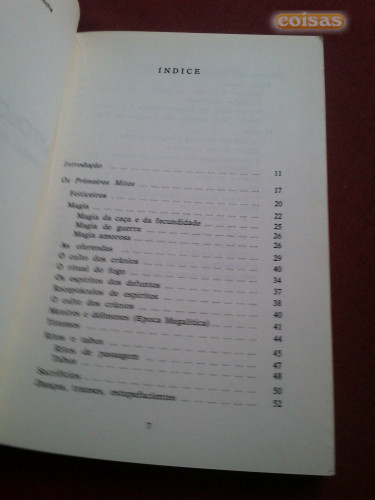 coisas
INDICE
Introdução 11
Os Primeiros Mitos 17
Feiticeiros 20
Magia 22
Magia da caça e da fecundidade 25
Magia de guerra 26
Magia amorosa 26
As oferendas 29
O culto dos crânios 40
O ritual do fogo 34
Os espíritos dos defuntos 37
Receptáculos de espíritos 38
O culto dos crânios 40
Menires e dólmenes (Época Megalítica) 41
Totemes 44
Ritos e tabus 45
Ritos de passagem 47
Tabus 48
Sacrifícios 50
Danças, transes, estupefacientes 52
7